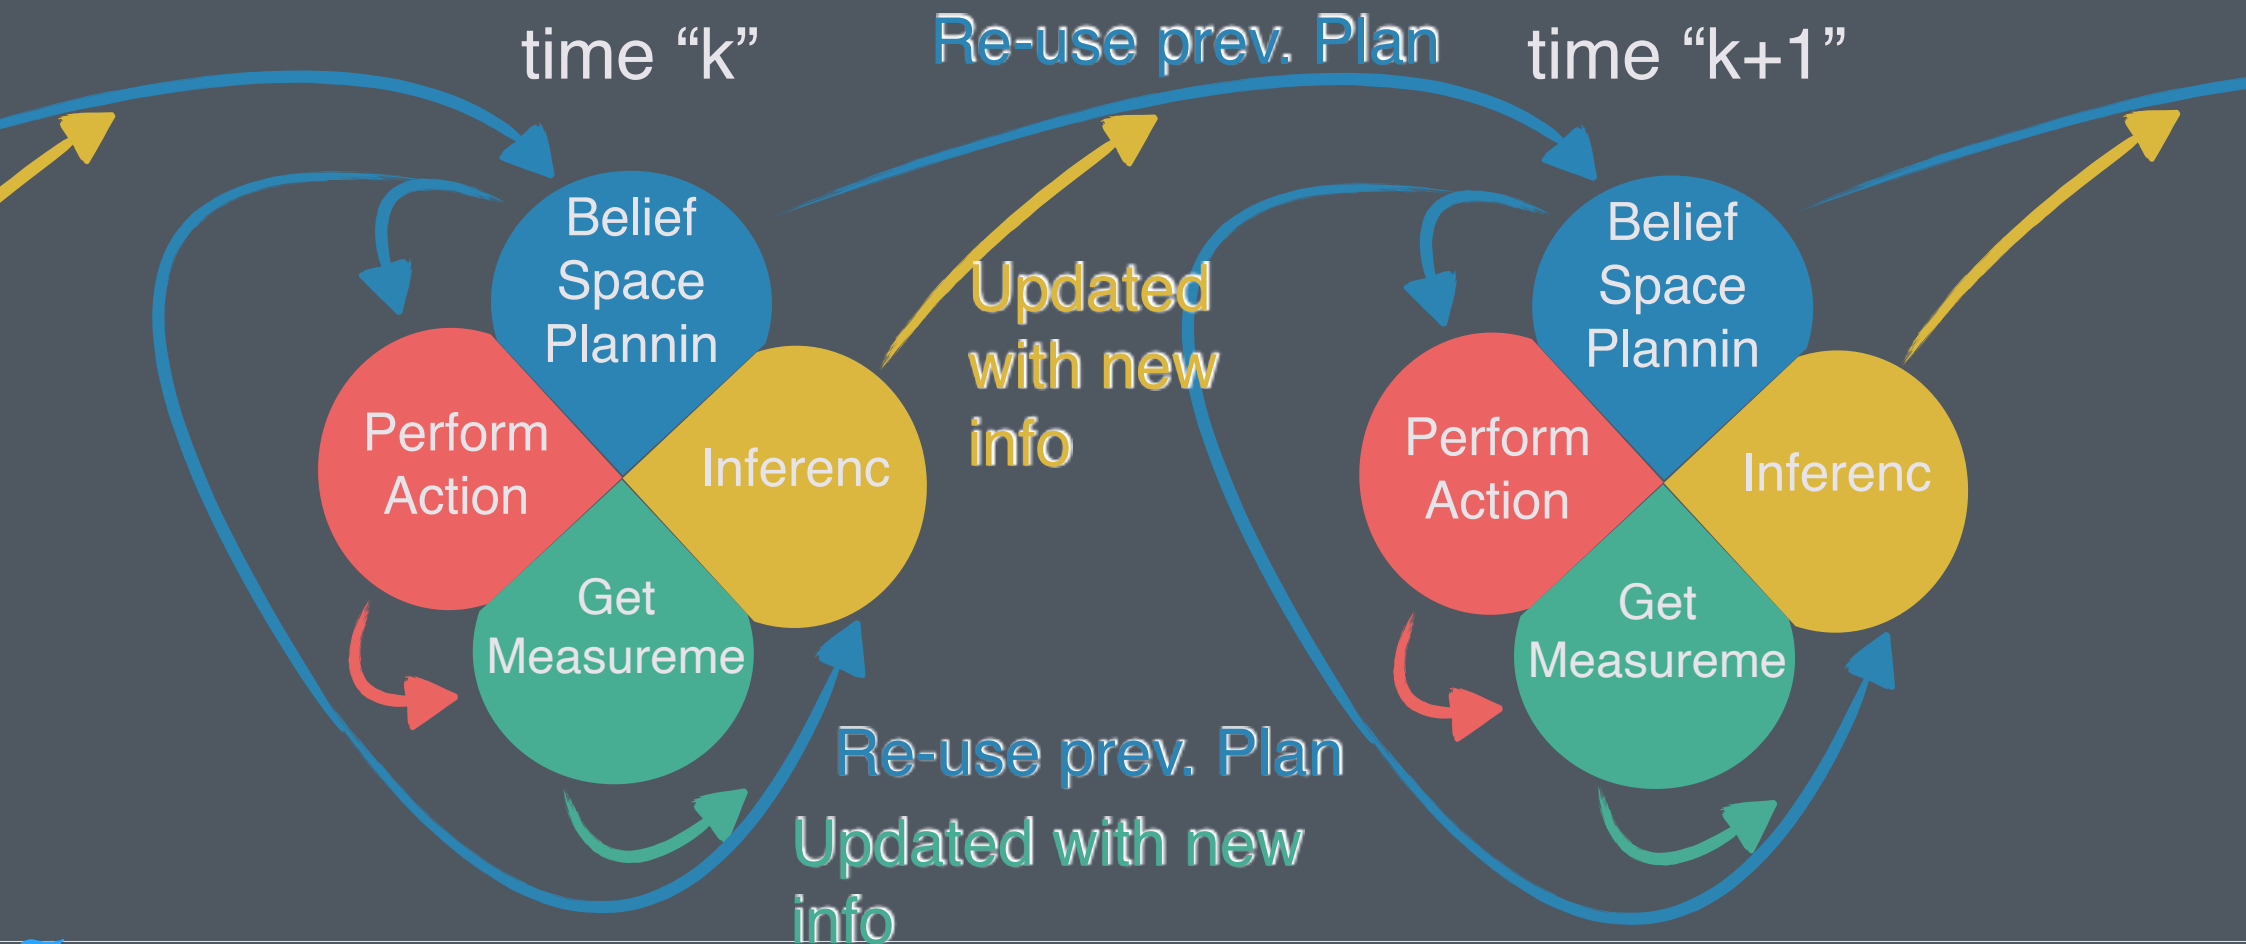 time “k”
Re-use prev. Plan
time “k+1”
Belief
Space
Plannin
Perform
Action
Inferenc
Get
Measureme
Updated
with new
info
Re-use prev. Plan
Updated with new
info
Belief
Space
Plannin
Perform
Action
Inferenc
Get
Measureme